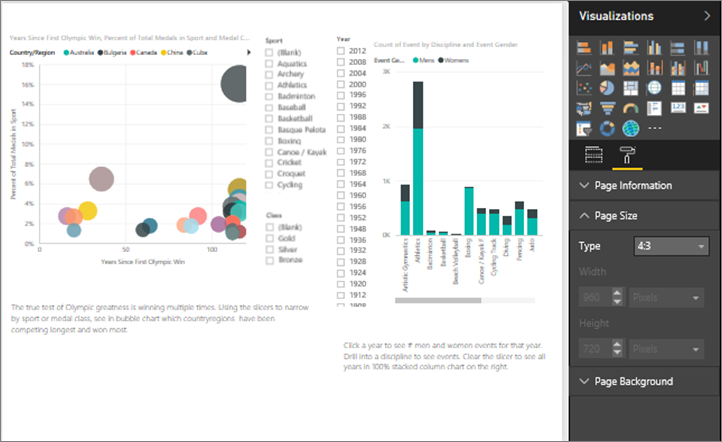 Years Since First Olympic Win, Percent of Total Medals in Sport and Medal C...
Country/Region Australia Bulgaria Canada China Cuba
18%
16%
14%
12%
10%
8%
6%
4%
2%
0%
Percent of Total Medals in Sport
0 50 100
Years Since First Olympic Win
Sport
(Blank)
Aquatics
Archery
Athletics
Badminton
Baseball
Basketball
Basque Pelota
Boxing
Canoe / Kayak
Cricket
Croquet
Cycling
Class
(Blank)
Gold
Silver
Bronze
Year
2012
2008
2004
2000
1996
1992
1988
1984
1980
1976
1972
1968
1964
1960
1956
1952
1948
1936
1932
1928
1924
1920
1912
1908
Count of Event by Discipline and Event Gender
Event Ge... Mens Womens
3K
2K
1K
0K
Artistic Gymnastics
Athletics
Badminton
Basketball
Beach Volleyball
Boxing
Canoe / Kayak F
Cycling Track
Diving
Fencing
Judo
The true test of Olympic greatness is winning multiple times. Using the slicers to narrow
by sport or medal class, see in bubble chart which countryregions have been
competing longest and won most.
Click a year to see # men and women events for that year.
Drill into a discipline to see events. Clear the slicer to see all
years in 100% stacked column chart on the right.
Visualizations
Page Information
Page Size
Type 4:3
Width
960 Pixels
Height
720 Pixels
Page Background